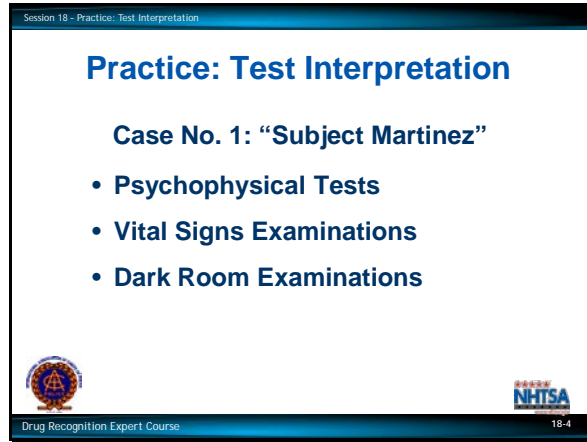 Session 18 - Practice: Test Interpretation
Practice: Test Interpretation
Case No. 1: “Subject Martinez”
• Psychophysical Tests
• Vital Signs Examinations
• Dark Room Examinations
NHTSA
Drug Recognition Expert Course
18-4